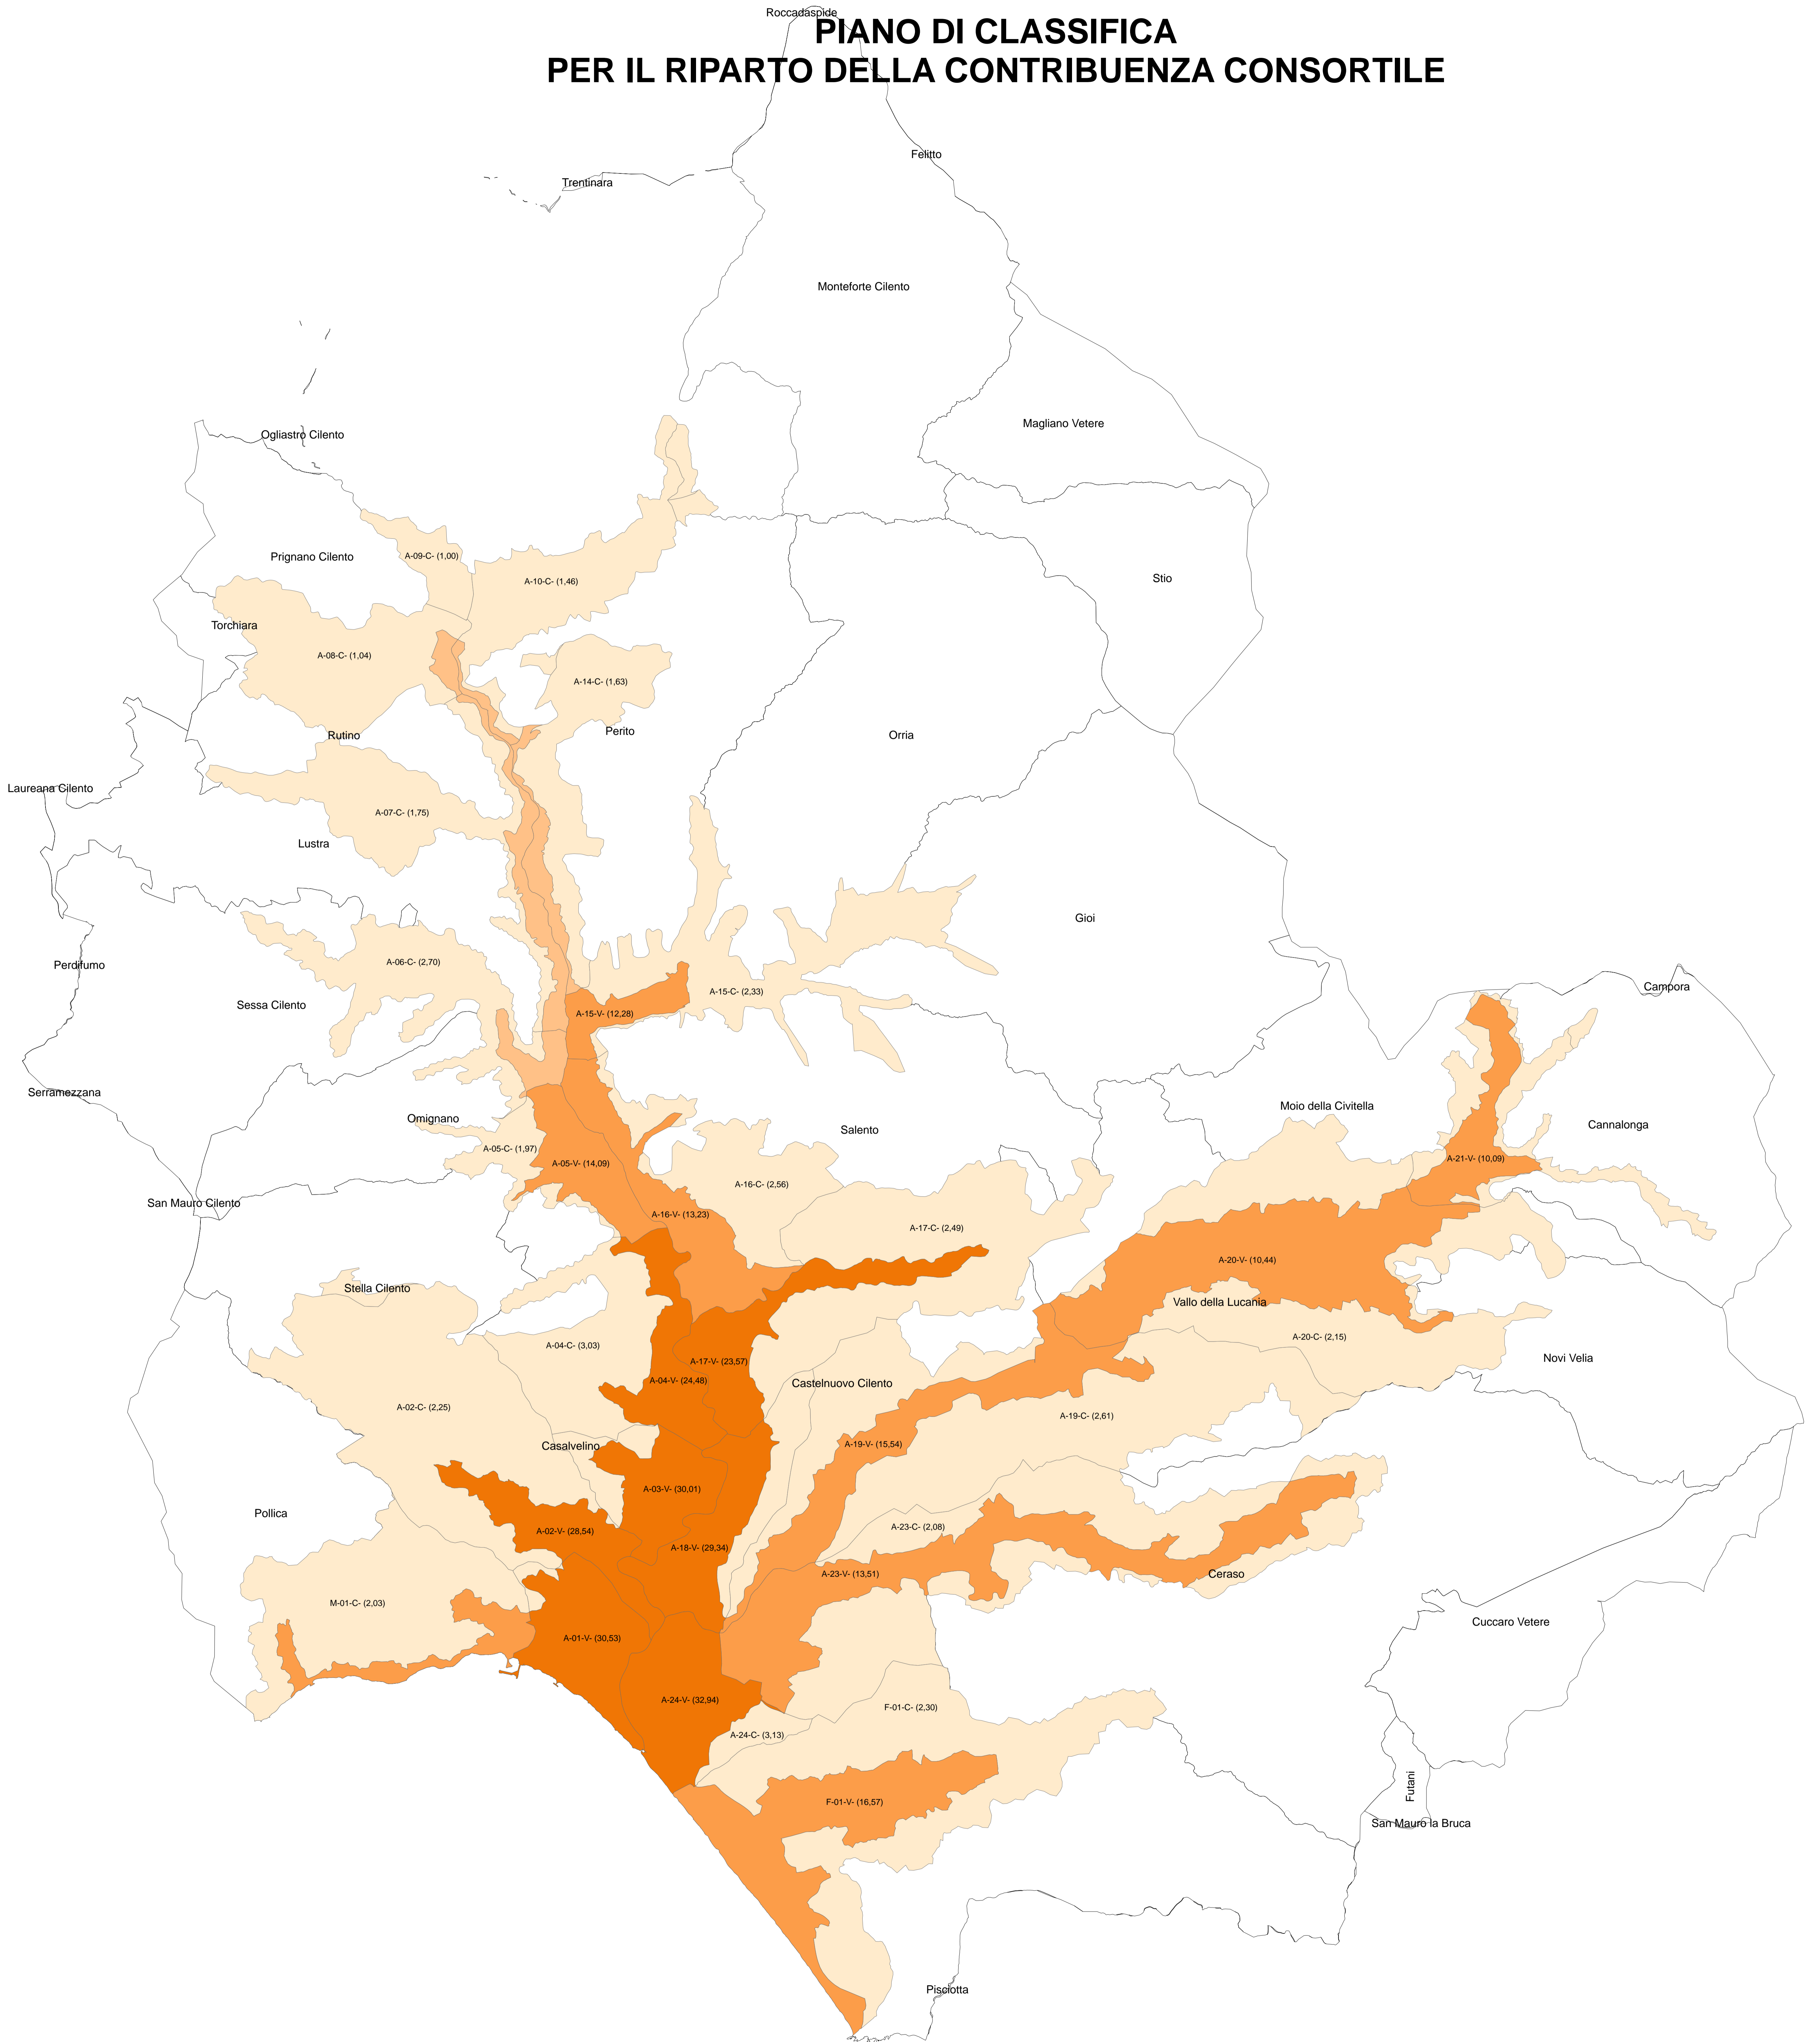 Roccadaspide
PIANO DI CLASSIFICA
PER IL RIPARTO DELLA CONTRIBUENZA CONSORTILE
Felitto
Trentinara
Monteforte Cilento
Magliano Vetere
Ogliastro Cilento
Prignano Cilento
A-09-C- (1,00)
A-10-C- (1,46)
Stio
Torchiara
A-08-C- (1,04)
A-14-C- (1,63)
Perito
Rutino
Orria
Laureana Cilento
A-07-C- (1,75)
Lustra
Gioi
Perdifumo
A-06-C- (2,70)
Campora
A-15-C- (2,33)
Sessa Cilento
A-15-V- (12,28)
Serramezzana
Moio della Civitella
Omignano
Cannalonga
Salento
A-05-C- (1,97)
A-21-V- (10,09)
A-05-V- (14,09)
A-16-C- (2,56)
San Mauro Cilento
A-16-V- (13,23)
A-17-C- (2,49)
A-20-V- (10,44)
Stella Cilento
Vallo della Lucania
A-20-C- (2,15)
A-04-C- (3,03)
Novi Velia
A-17-V- (23,57)
A-04-V- (24,48)
Castelnuovo Cilento
A-02-C- (2,25)
A-19-C- (2,61)
Casalvelino
A-19-V- (15,54)
A-03-V- (30,01)
Pollica
A-23-C- (2,08)
A-02-V- (28,54)
A-18-V- (29,34)
A-23-V- (13,51)
Ceraso
M-01-C- (2,03)
Cuccaro Vetere
A-01-V- (30,53)
A-24-V- (32,94)
F-01-C- (2,30)
A-24-C- (3,13)
Futani
F-01-V- (16,57)
San Mauro la Bruca
Pisciotta